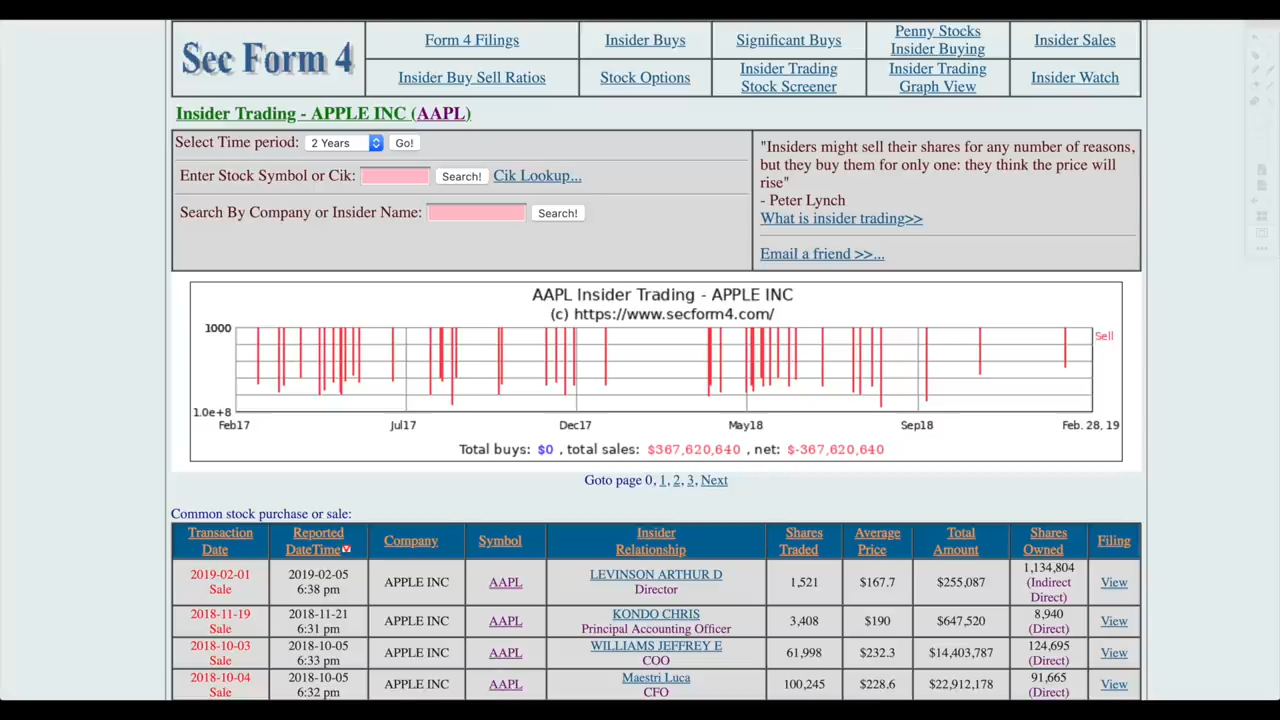 Sec Form 4
Form 4 Filings
Insider Buys
Significant Buys
Penny Stocks
Insider Buying
Insider Sales
Insider Buy Sell Ratios
Stock Options
Insider Trading
Stock Screener
Insider Trading
Graph View
Insider Watch
Insider Trading - APPLE INC (AAPL)
Select Time period: 2 Years Go!
Enter Stock Symbol or Cik: Search! Cik Lookup...
Search By Company or Insider Name: Search!
"Insiders might sell their shares for any number of reasons,
but they buy them for only one: they think the price will
rise"
- Peter Lynch
What is insider trading>>
Email a friend >>...
AAPL Insider Trading - APPLE INC
(c) https://www.secform4.com/
1000
Sell
1.0e+8
Feb17 Jul17 Dec17 May18 Sep18 Feb. 28, 19
Total buys: $0 , total sales: $367,620,640 , net: $-367,620,640
Goto page 0, 1, 2, 3, Next
Common stock purchase or sale:
Transaction
Date
Reported
DateTime
Company
Symbol
Insider
Relationship
Shares
Traded
Average
Price
Total
Amount
Shares
Owned
Filing
2019-02-01
Sale
2019-02-05
6:38 pm
APPLE INC
AAPL
LEVINSON ARTHUR D
Director
1,521
$167.7
$255,087
1,134,804
(Indirect
Direct)
View
2018-11-19
Sale
2018-11-21
6:31 pm
APPLE INC
AAPL
KONDO CHRIS
Principal Accounting Officer
3,408
$190
$647,520
8,940
(Direct)
View
2018-10-03
Sale
2018-10-05
6:33 pm
APPLE INC
AAPL
WILLIAMS JEFFREY E
COO
61,998
$232.3
$14,403,787
124,695
(Direct)
View
2018-10-04
Sale
2018-10-05
6:32 pm
APPLE INC
AAPL
Maestri Luca
CFO
100,245
$228.6
$22,912,178
91,665
(Direct)
View